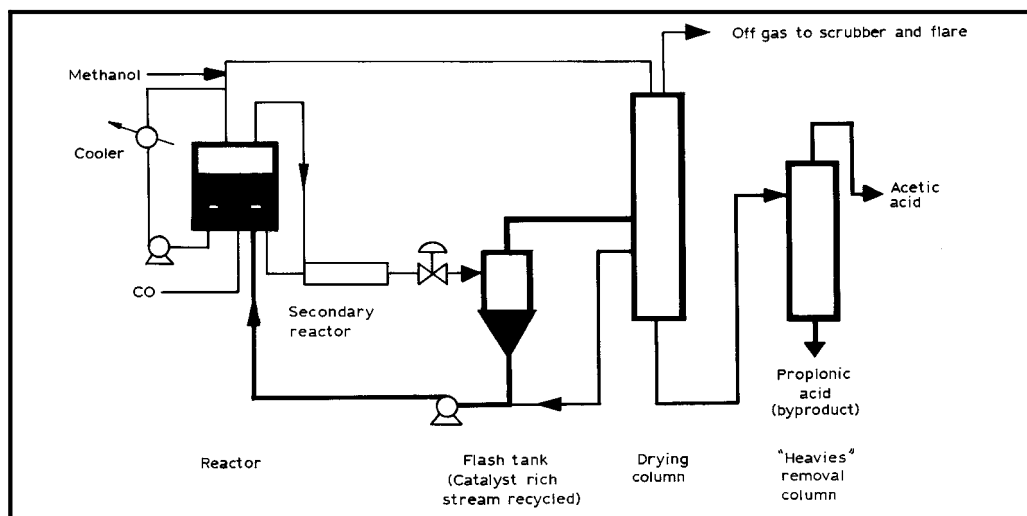 Off gas to scrubber and flare
Methanol
Cooler
Acetic
acid
CO
Secondary
reactor
Propionic
acid
(byproduct)
Reactor
Flash tank
(Catalyst rich
stream recycled)
Drying
column
"Heavies"
removal
column